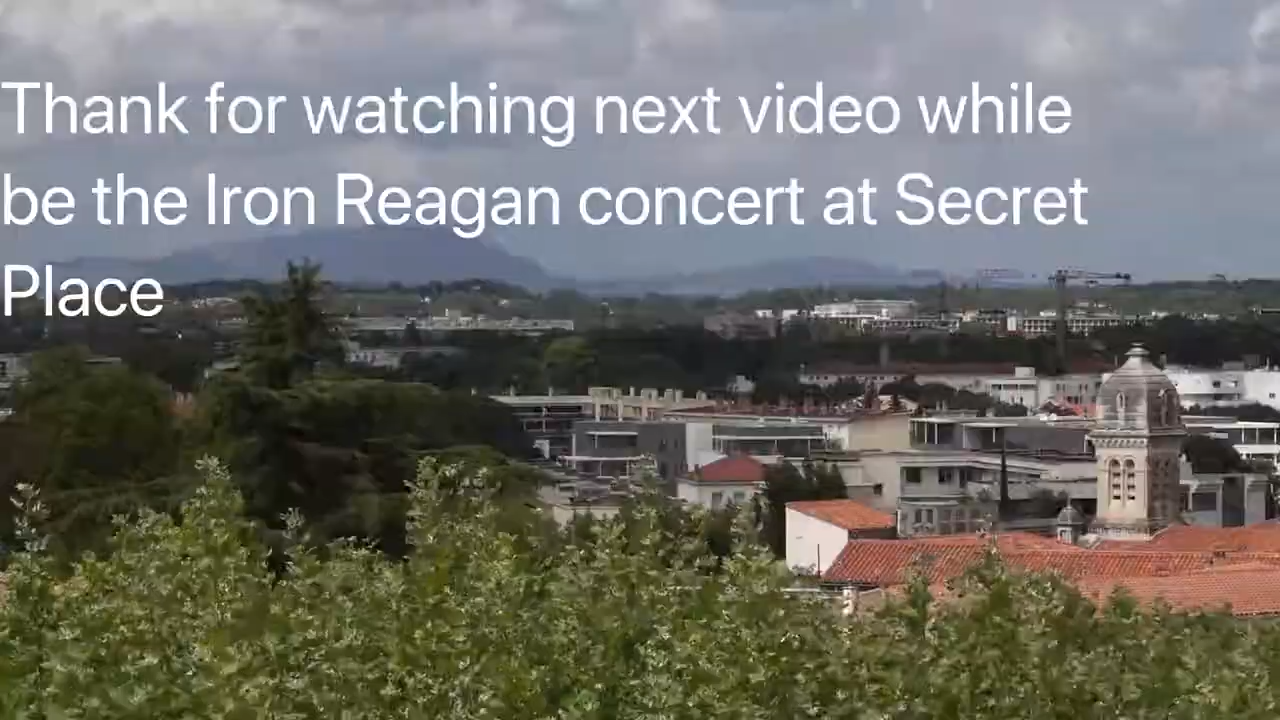 Thank for watching next video while
be the Iron Reagan concert at Secret
Place